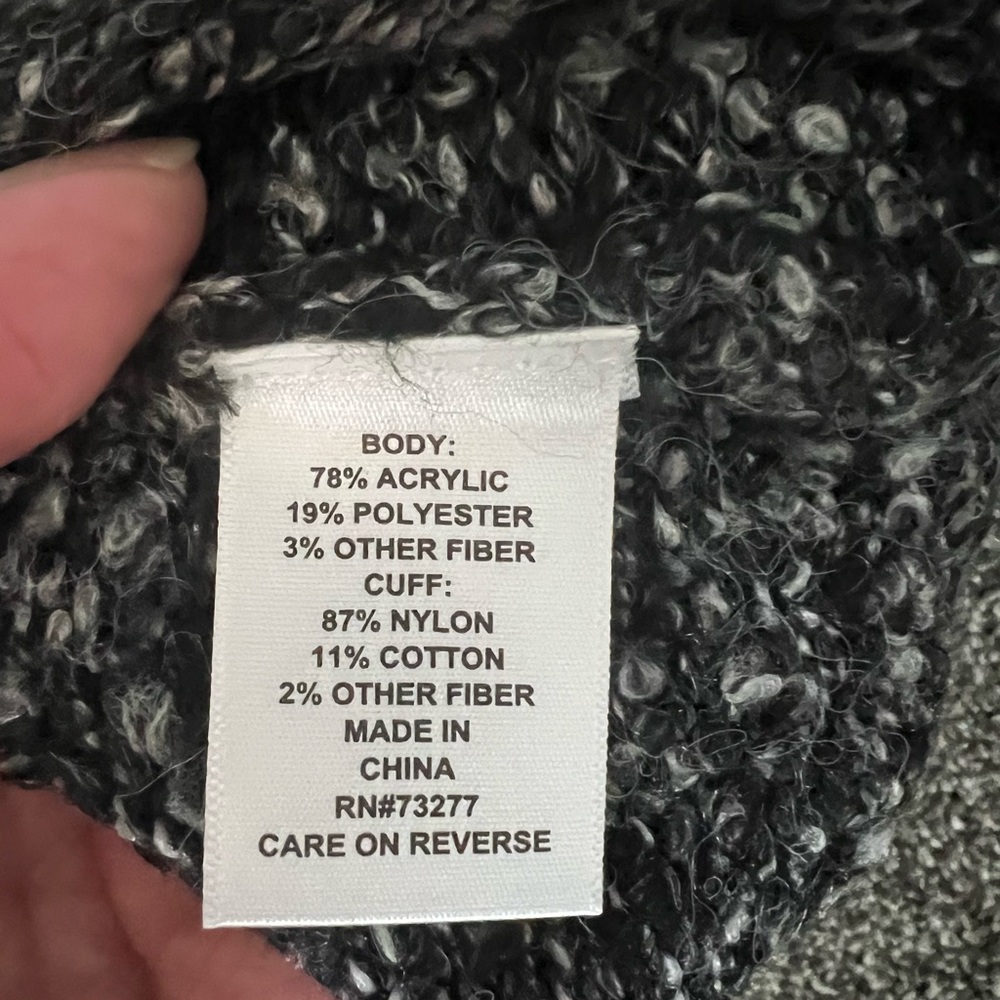 BODY:
78% ACRYLIC
19% POLYESTER
3% OTHER FIBER
CUFF:
87% NYLON
11% COTTON
2% OTHER FIBER
MADE IN
CHINA
RN#73277
CARE ON REVERSE